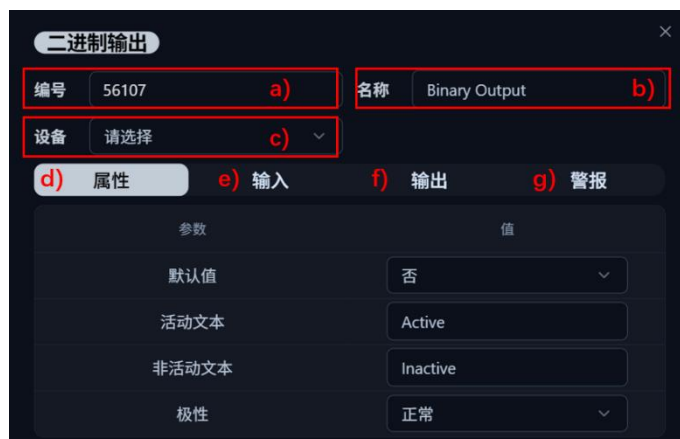 二进制输出
编号 56107 a) 名称 Binary Output b)
设备 请选择 c)
d) 属性 e) 输入 f) 输出 g) 警报
参数 值
默认值 否
活动文本 Active
非活动文本 Inactive
极性 正常